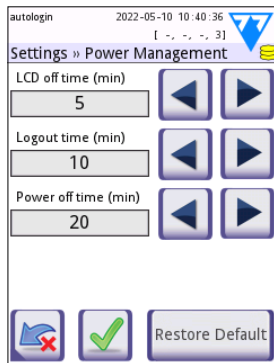 autologin 2022-05-10 10:40:36
[ -, -, -, 3]
Settings » Power Management
LCD off time (min)
5
Logout time (min)
10
Power off time (min)
20
Restore Default